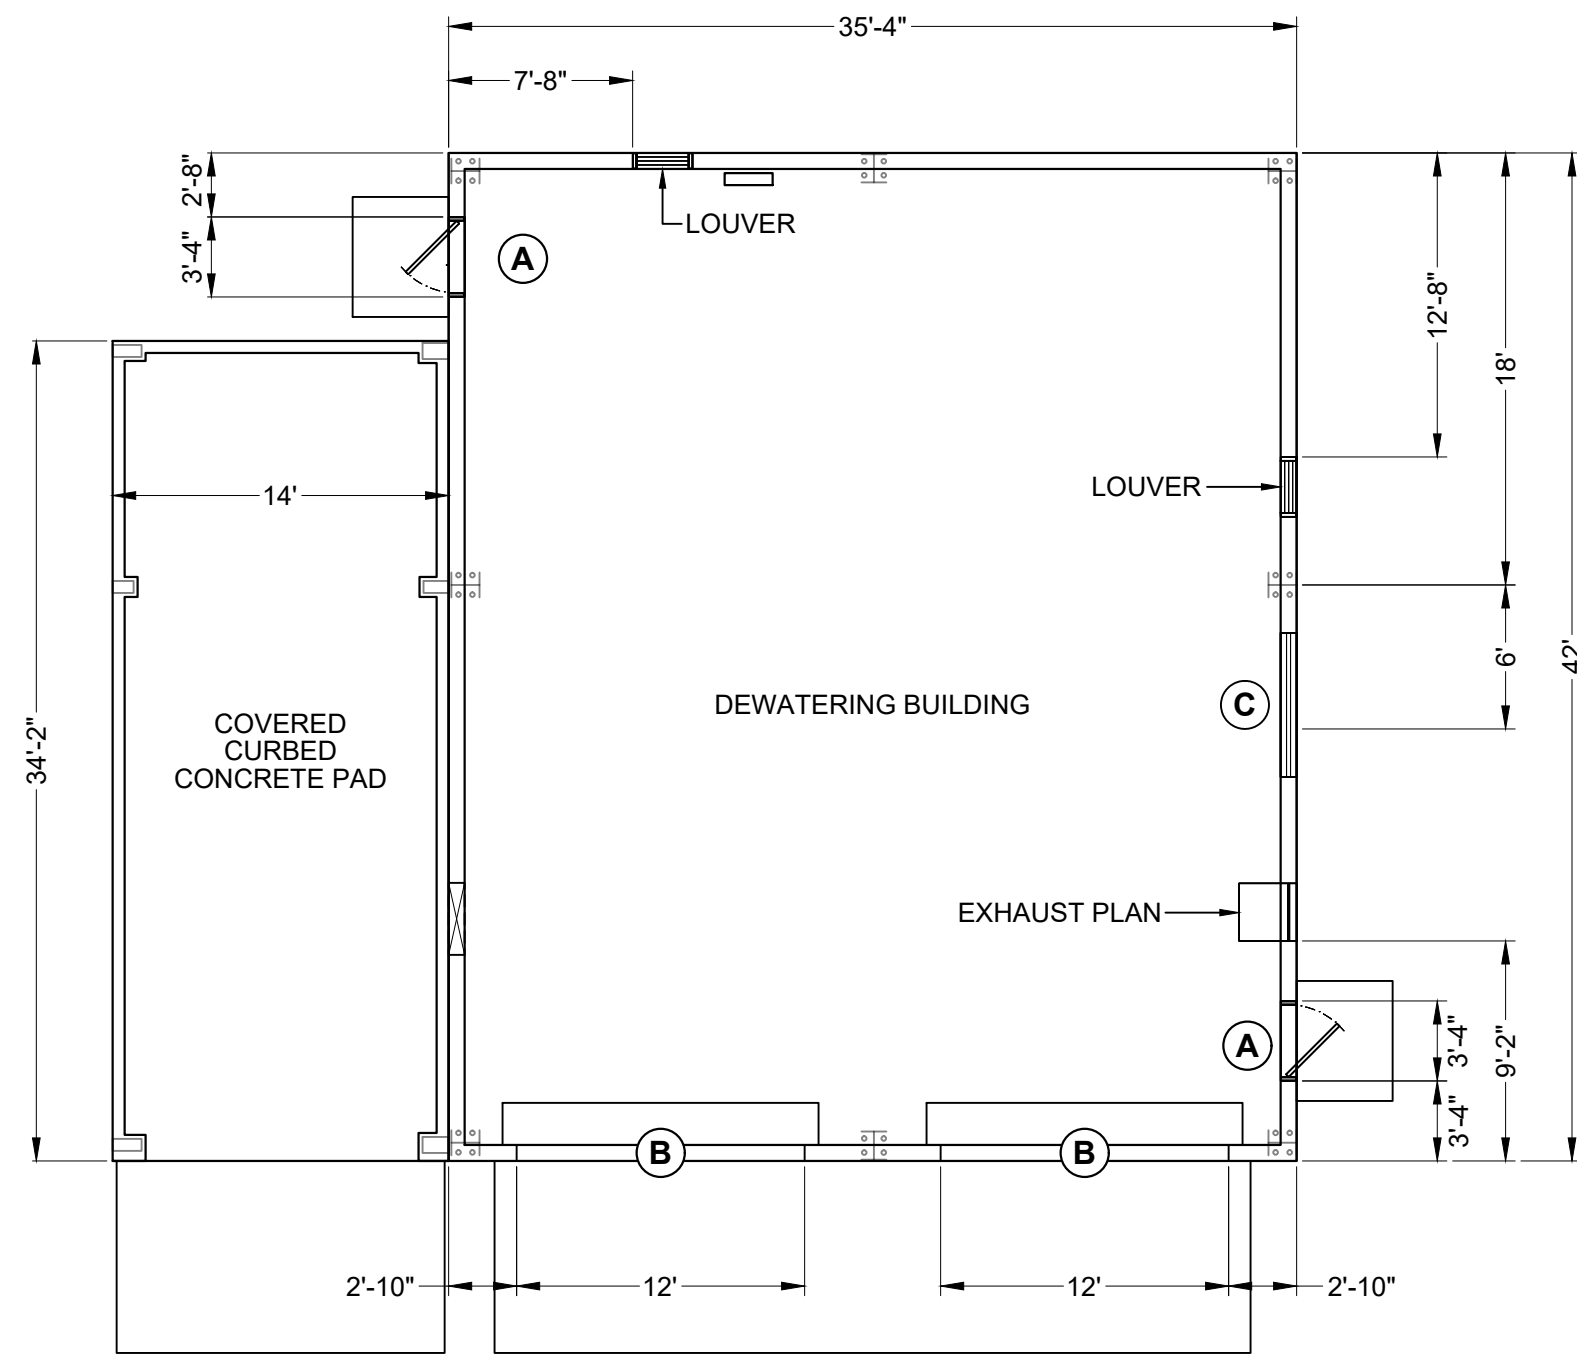 35'-4"
7'-8"
2'-8"
3'-4"
LOUVER
A
12'-8"
18'
42'
14'
LOUVER
6'
34'-2"
COVERED
CURBED
CONCRETE PAD
DEWATERING BUILDING
C
EXHAUST PLAN
A
3'-4"
9'-2"
3'-4"
B
B
2'-10"
12'
12'
2'-10"